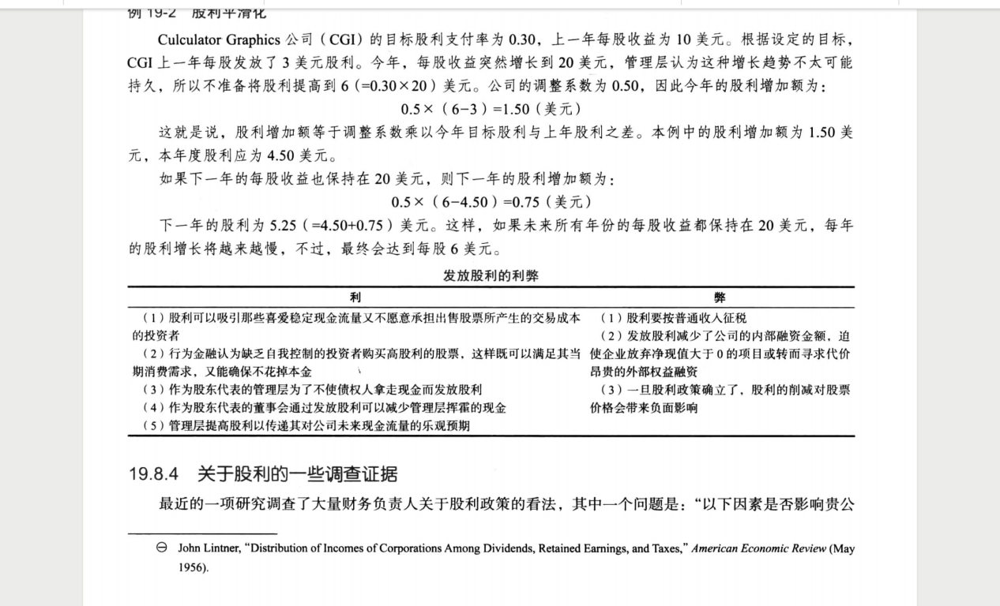 例 19-2 股利平滑化
Culculator Graphics 公司（CGI）的目标股利支付率为 0.30，上一年每股收益为 10 美元。根据设定的目标，
CGI 上一年每股发放了 3 美元股利。今年，每股收益突然增长到 20 美元，管理层认为这种增长趋势不太可能
持久，所以不准备将股利提高到 6（=0.30×20）美元。公司的调整系数为 0.50，因此今年的股利增加额为：
0.5×（6−3）=1.50（美元）
这就是说，股利增加额等于调整系数乘以今年目标股利与上年股利之差。本例中的股利增加额为 1.50 美
元，本年度股利应为 4.50 美元。
如果下一年的每股收益也保持在 20 美元，则下一年的股利增加额为：
0.5×（6−4.50）=0.75（美元）
下一年的股利为 5.25（=4.50+0.75）美元。这样，如果未来所有年份的每股收益都保持在 20 美元，每年
的股利增长将越来越慢，不过，最终会达到每股 6 美元。
发放股利的利弊
利
弊
（1）股利可以吸引那些喜爱稳定现金流量又不愿意承担出售股票所产生的交易成本
的投资者
（2）行为金融认为缺乏自我控制的投资者购买高股利的股票，这样既可以满足其当
期消费需求，又能确保不花掉本金
（3）作为股东代表的管理层为了不使债权人拿走现金而发放股利
（4）作为股东代表的董事会通过发放股利可以减少管理层挥霍的现金
（5）管理层提高股利以传递其对公司未来现金流量的乐观预期
（1）股利要按普通收入征税
（2）发放股利减少了公司的内部融资金额，迫
使企业放弃净现值大于 0 的项目或转而寻求代价
昂贵的外部权益融资
（3）一旦股利政策确立了，股利的削减对股票
价格会带来负面影响
19.8.4 关于股利的一些调查证据
最近的一项研究调查了大量财务负责人关于股利政策的看法，其中一个问题是：“以下因素是否影响贵公
㊀ John Lintner, “Distribution of Incomes of Corporations Among Dividends, Retained Earnings, and Taxes,” American Economic Review (May
1956).